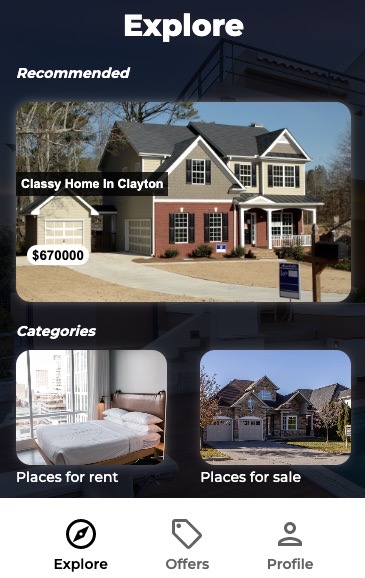 Explore
Recommended
Classy Home In Clayton
$670000
Categories
Places for rent
Places for sale
Explore
Offers
Profile